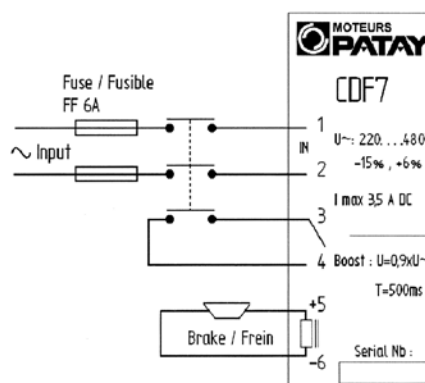 MOTEURS
PATAY
CDF7
Fuse / Fusible
FF 6A
1
IN
U~: 220....480
-15% , +6%
~ Input
2
I max 3,5 A DC
3
4
Boost : U=0,9xU~
T=500ms
+5
Brake / Frein
-6
Serial Nb :